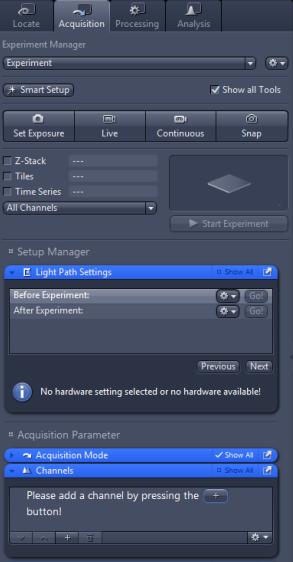 Locate Acquisition Processing Analysis
Experiment Manager
Experiment
Smart Setup Show all Tools
Set Exposure Live Continuous Snap
Z-Stack ---
Tiles ---
Time Series ---
All Channels
Start Experiment
Setup Manager
Light Path Settings Show All
Before Experiment: Go!
After Experiment: Go!
Previous Next
No hardware setting selected or no hardware available!
Acquisition Parameter
Acquisition Mode Show All
Channels Show All
Please add a channel by pressing the +
button!